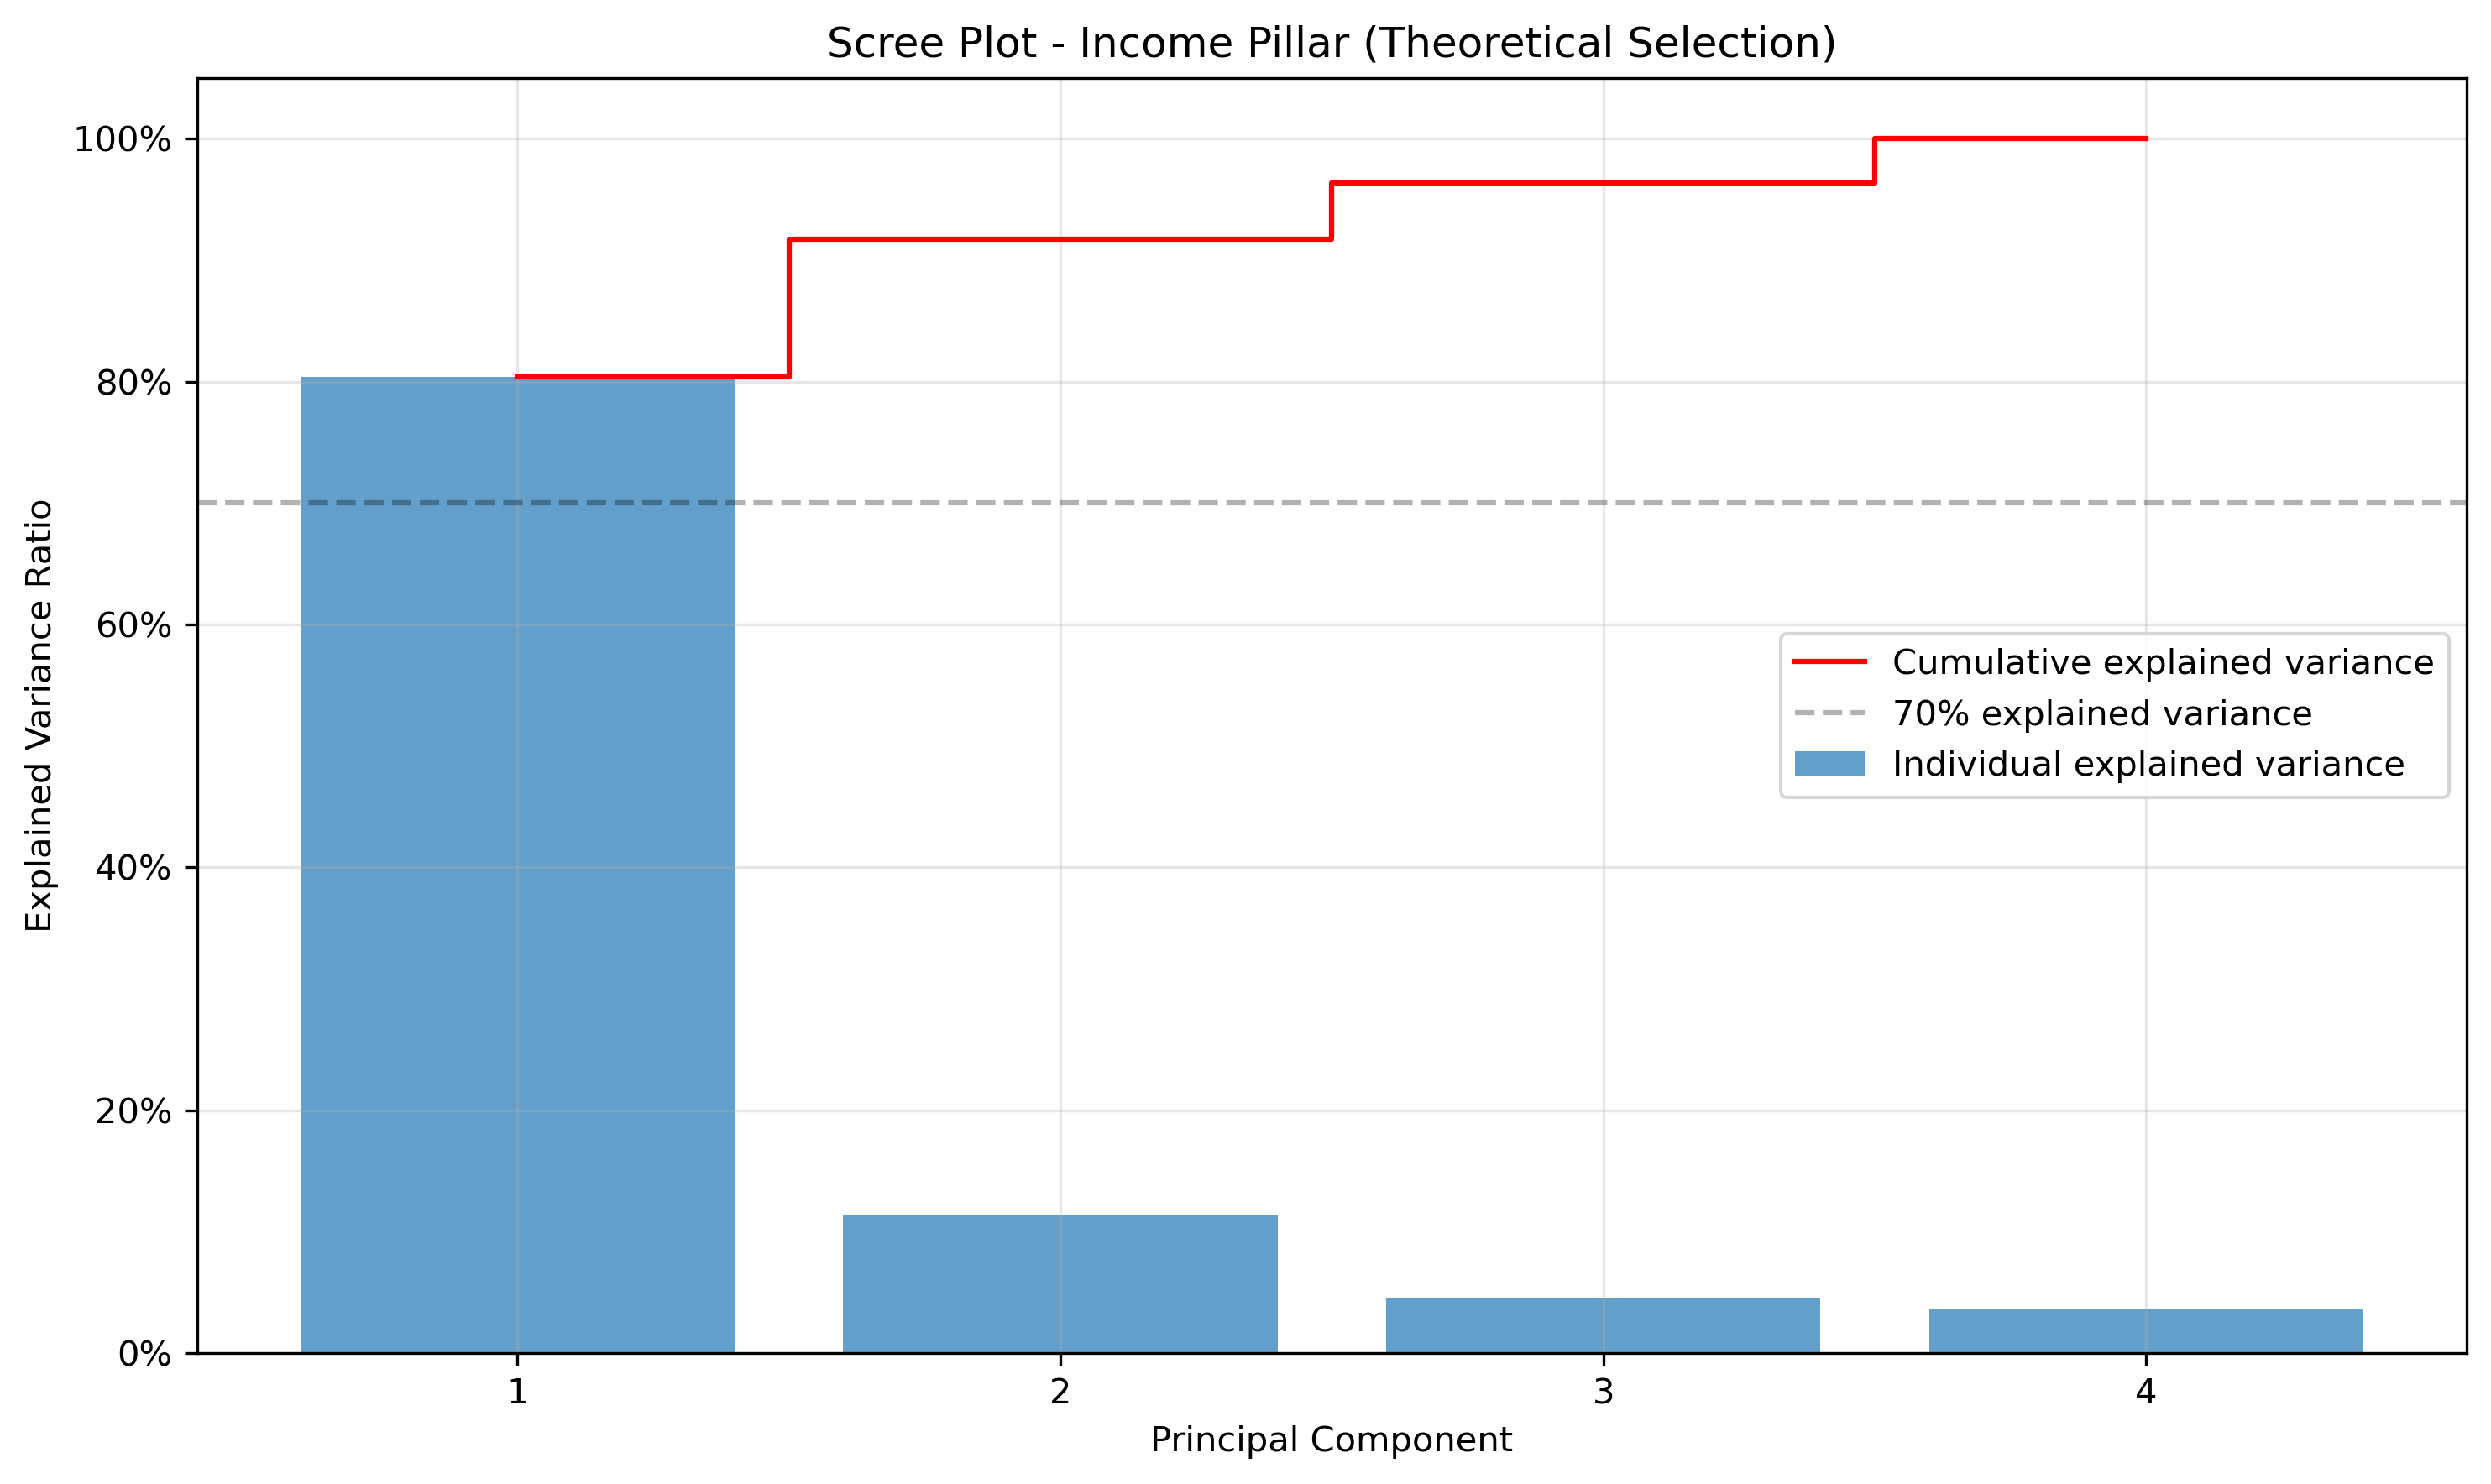 Scree Plot - Income Pillar (Theoretical Selection)
100%
80%
60%
40%
20%
0%
Explained Variance Ratio
Cumulative explained variance
70% explained variance
Individual explained variance
1 2 3 4
Principal Component